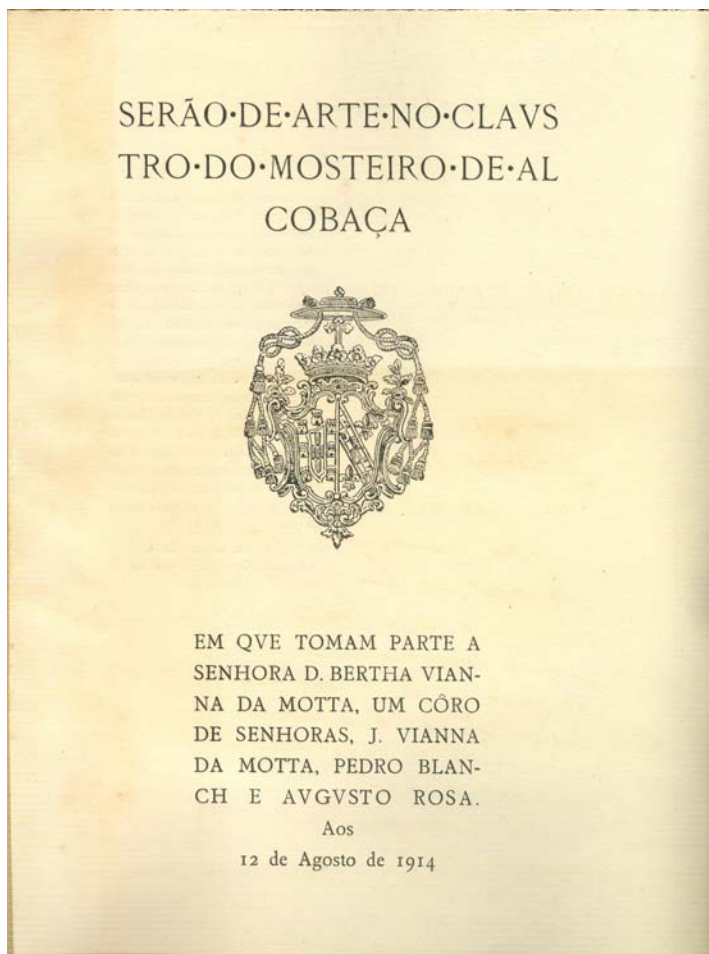 SERÃO·DE·ARTE·NO·CLAVS
TRO·DO·MOSTEIRO·DE·AL
COBAÇA
EM QVE TOMAM PARTE A
SENHORA D. BERTHA VIAN-
NA DA MOTTA, UM CÔRO
DE SENHORAS, J. VIANNA
DA MOTTA, PEDRO BLAN-
CH E AVGVSTO ROSA.
Aos
12 de Agosto de 1914